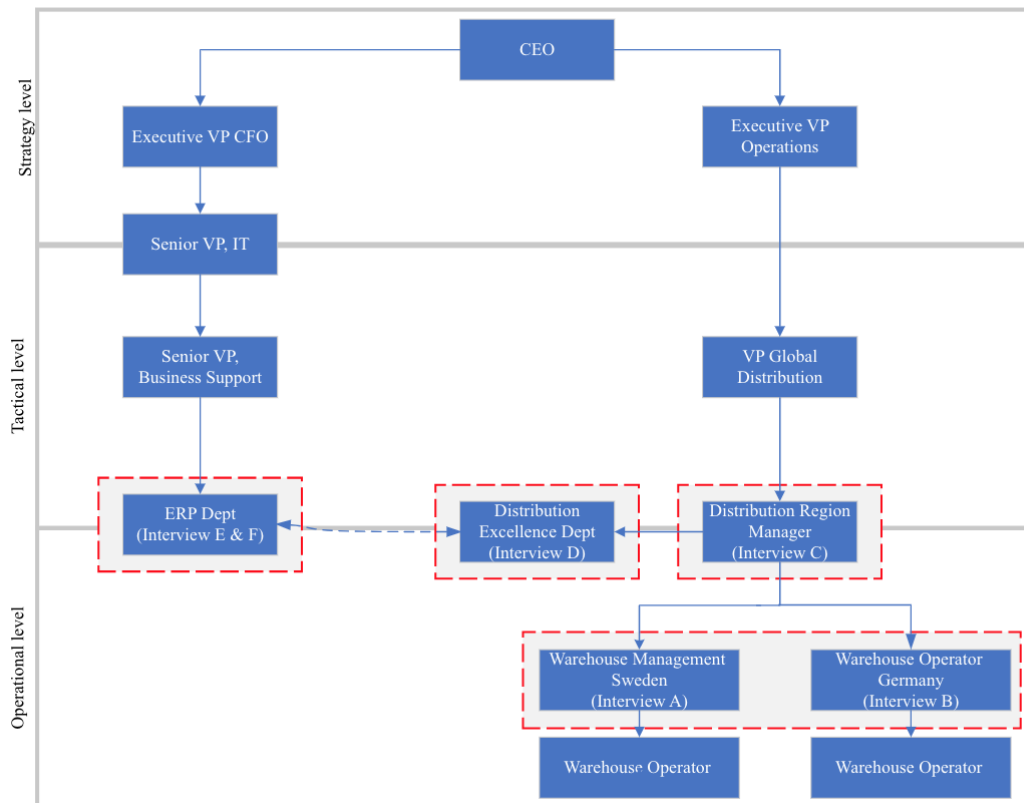 Strategy level
CEO
Executive VP CFO
Executive VP
Operations
Senior VP, IT
Tactical level
Senior VP,
Business Support
VP Global
Distribution
ERP Dept
(Interview E & F)
Distribution
Excellence Dept
(Interview D)
Distribution Region
Manager
(Interview C)
Operational level
Warehouse Management
Sweden
(Interview A)
Warehouse Operator
Germany
(Interview B)
Warehouse Operator
Warehouse Operator